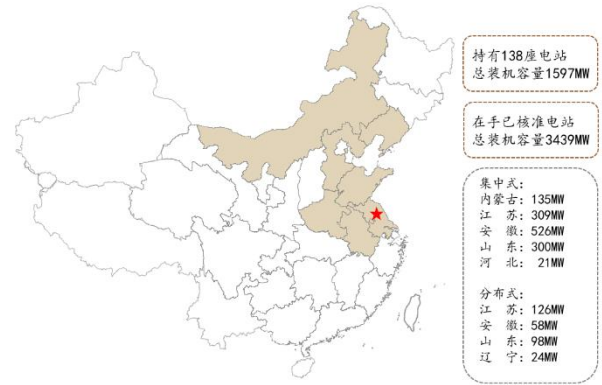 持有138座电站
总装机容量1597MW
在手已核准电站
总装机容量3439MW
集中式:
内蒙古: 135MW
江 苏: 309MW
安 徽: 526MW
山 东: 300MW
河 北: 21MW
分布式:
江 苏: 126MW
安 徽: 58MW
山 东: 98MW
辽 宁: 24MW